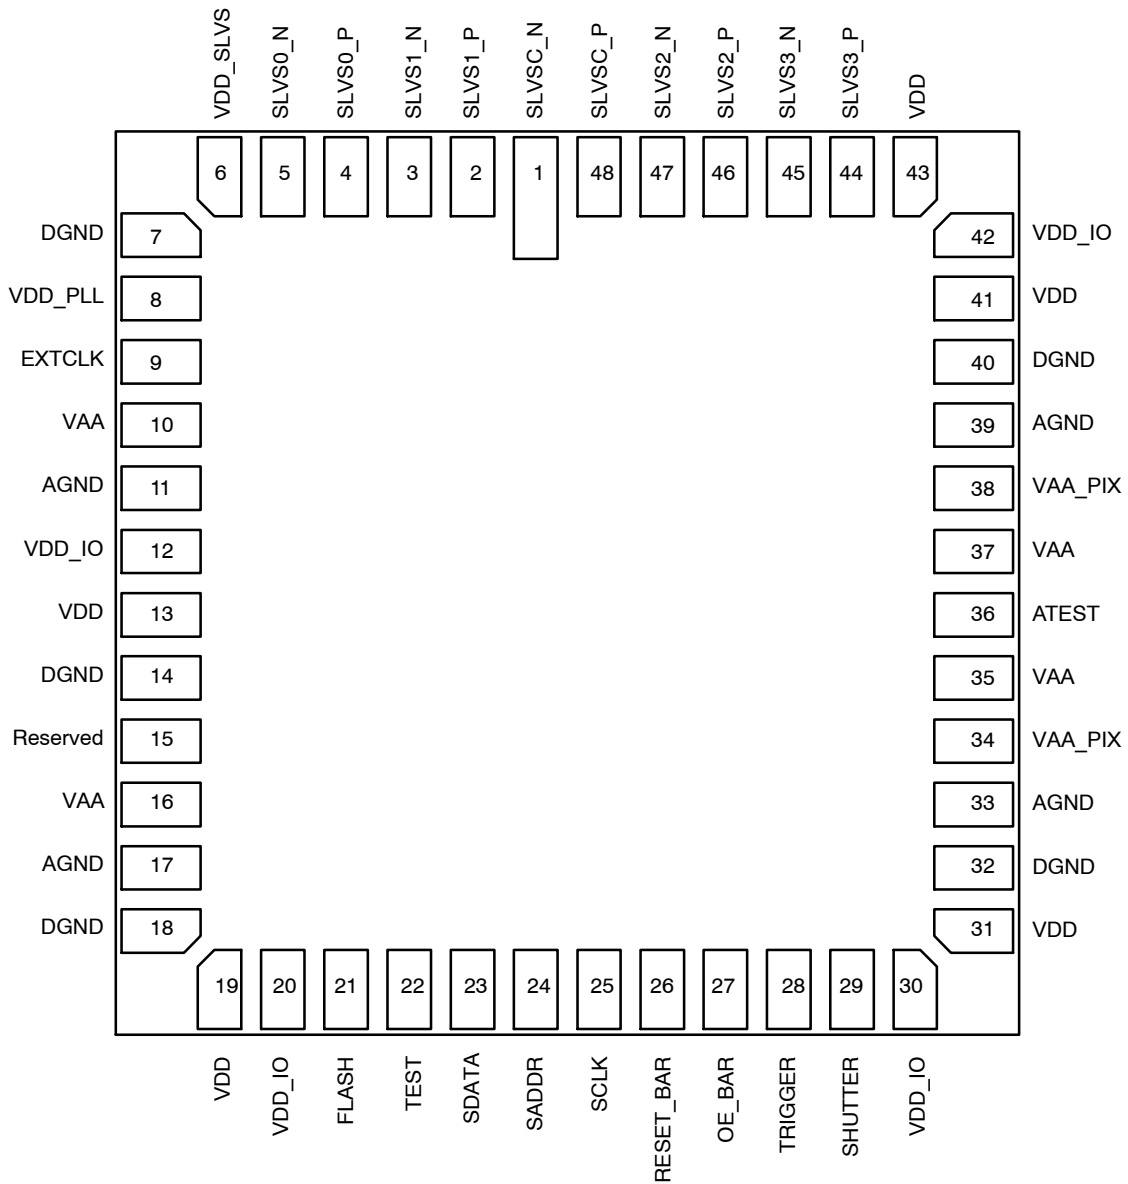 VDD_SLVS
SLVS0_N
SLVS0_P
SLVS1_N
SLVS1_P
SLVSC_N
SLVSC_P
SLVS2_N
SLVS2_P
SLVS3_N
SLVS3_P
VDD
6 5 4 3 2 1 48 47 46 45 44 43
DGND 7 42 VDD_IO
VDD_PLL 8 41 VDD
EXTCLK 9 40 DGND
VAA 10 39 AGND
AGND 11 38 VAA_PIX
VDD_IO 12 37 VAA
VDD 13 36 ATEST
DGND 14 35 VAA
Reserved 15 34 VAA_PIX
VAA 16 33 AGND
AGND 17 32 DGND
DGND 18 31 VDD
19 20 21 22 23 24 25 26 27 28 29 30
VDD
VDD_IO
FLASH
TEST
SDATA
SADDR
SCLK
RESET_BAR
OE_BAR
TRIGGER
SHUTTER
VDD_IO